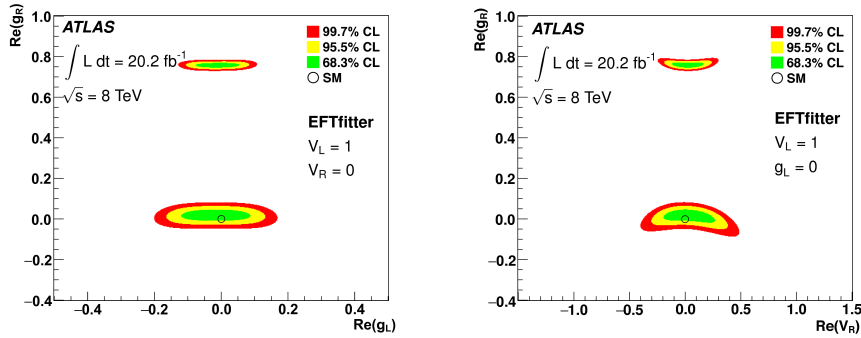 Re(g_R)
1.0
0.8
0.6
0.4
0.2
0.0
−0.2
−0.4
ATLAS
∫ L dt = 20.2 fb⁻¹
√s = 8 TeV
99.7% CL
95.5% CL
68.3% CL
SM
EFTfitter
V_L = 1
V_R = 0
−0.4 −0.2 0.0 0.2 0.4
Re(g_L)
Re(g_R)
1.0
0.8
0.6
0.4
0.2
0.0
−0.2
−0.4
ATLAS
∫ L dt = 20.2 fb⁻¹
√s = 8 TeV
99.7% CL
95.5% CL
68.3% CL
SM
EFTfitter
V_L = 1
g_L = 0
−1.0 −0.5 0.0 0.5 1.0 1.5
Re(V_R)